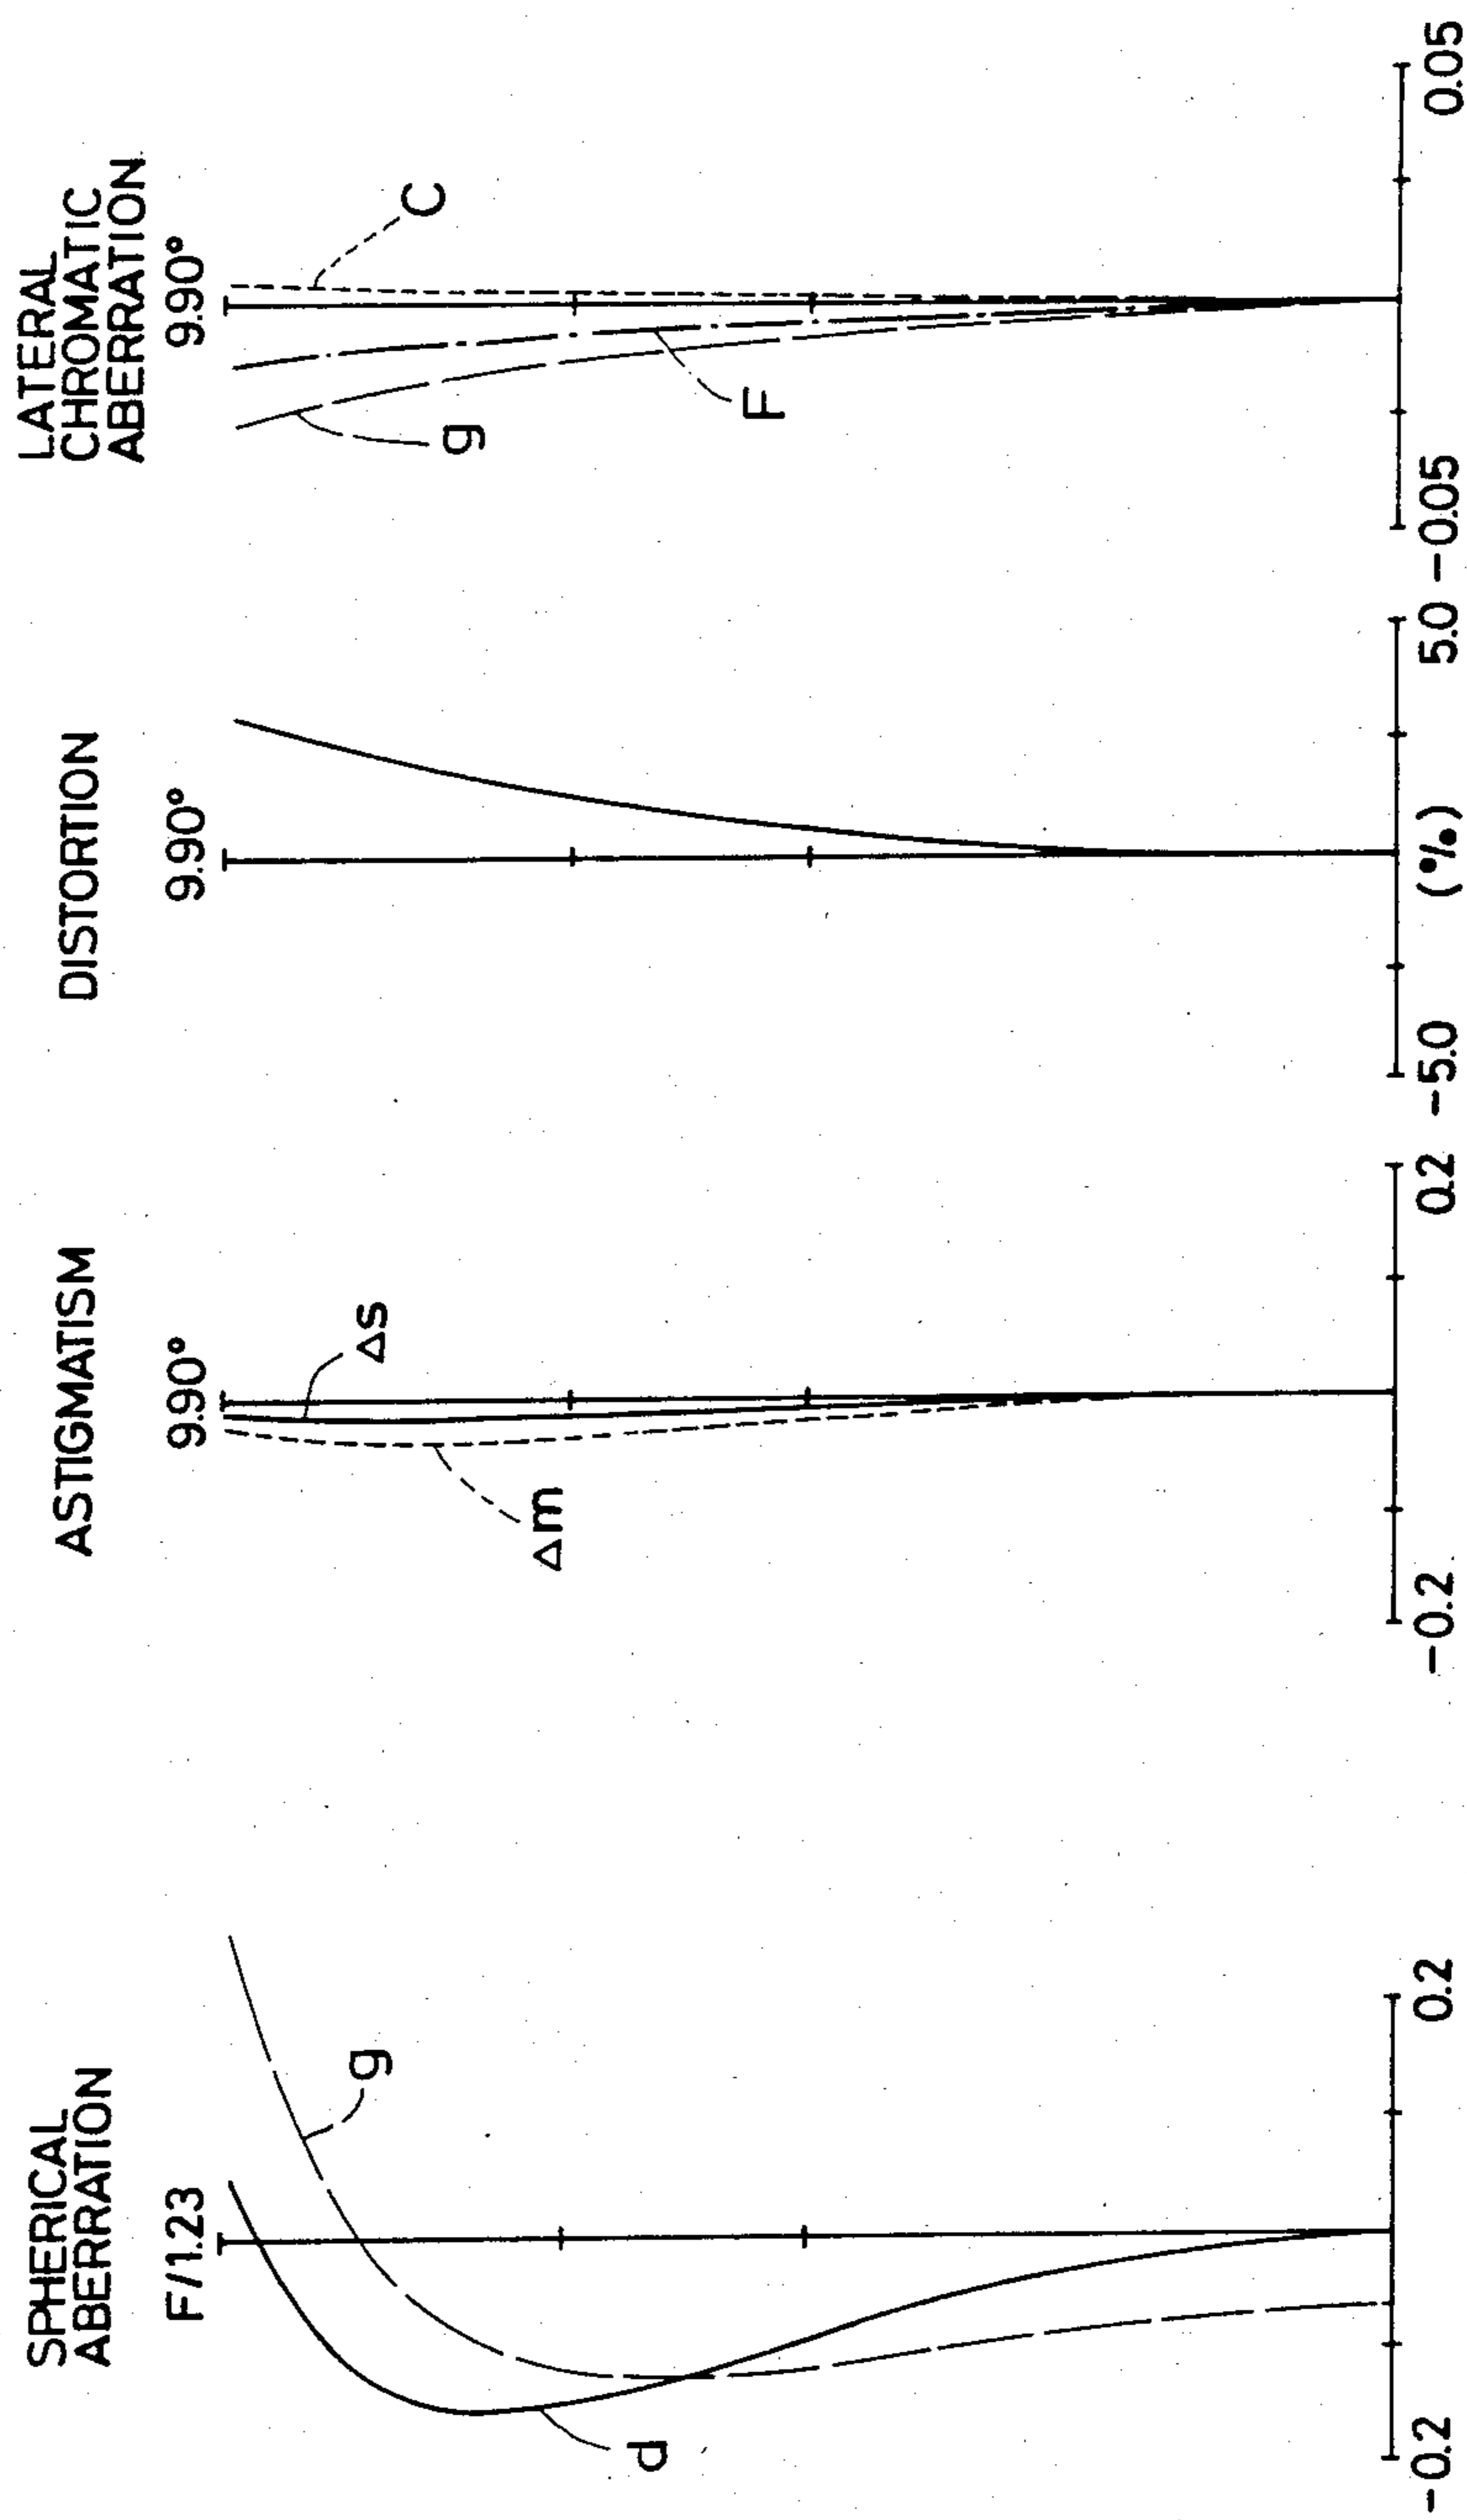 SPHERICAL
ABERRATION
F/1.23
g
d
-0.2
0.2
ASTIGMATISM
9.90°
Δs
Δm
-0.2
0.2
DISTORTION
9.90°
-5.0
(%)
5.0
LATERAL
CHROMATIC
ABERRATION
9.90°
C
g
F
-0.05
0.05